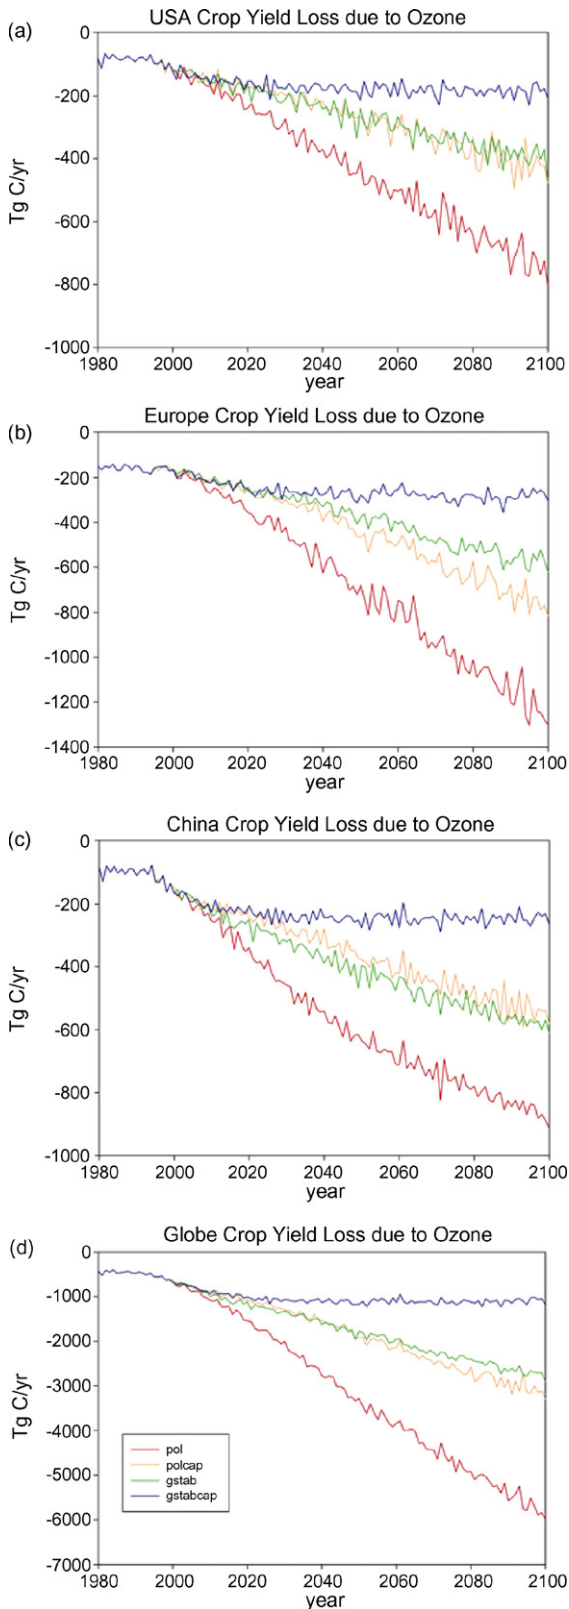 (a)
USA Crop Yield Loss due to Ozone
0
-200
-400
-600
-800
-1000
Tg C/yr
1980 2000 2020 2040 2060 2080 2100
year
(b)
Europe Crop Yield Loss due to Ozone
0
-200
-400
-600
-800
-1000
-1200
-1400
Tg C/yr
1980 2000 2020 2040 2060 2080 2100
year
(c)
China Crop Yield Loss due to Ozone
0
-200
-400
-600
-800
-1000
Tg C/yr
1980 2000 2020 2040 2060 2080 2100
year
(d)
Globe Crop Yield Loss due to Ozone
0
-1000
-2000
-3000
-4000
-5000
-6000
-7000
Tg C/yr
pol
polcap
gstab
gstabcap
1980 2000 2020 2040 2060 2080 2100
year